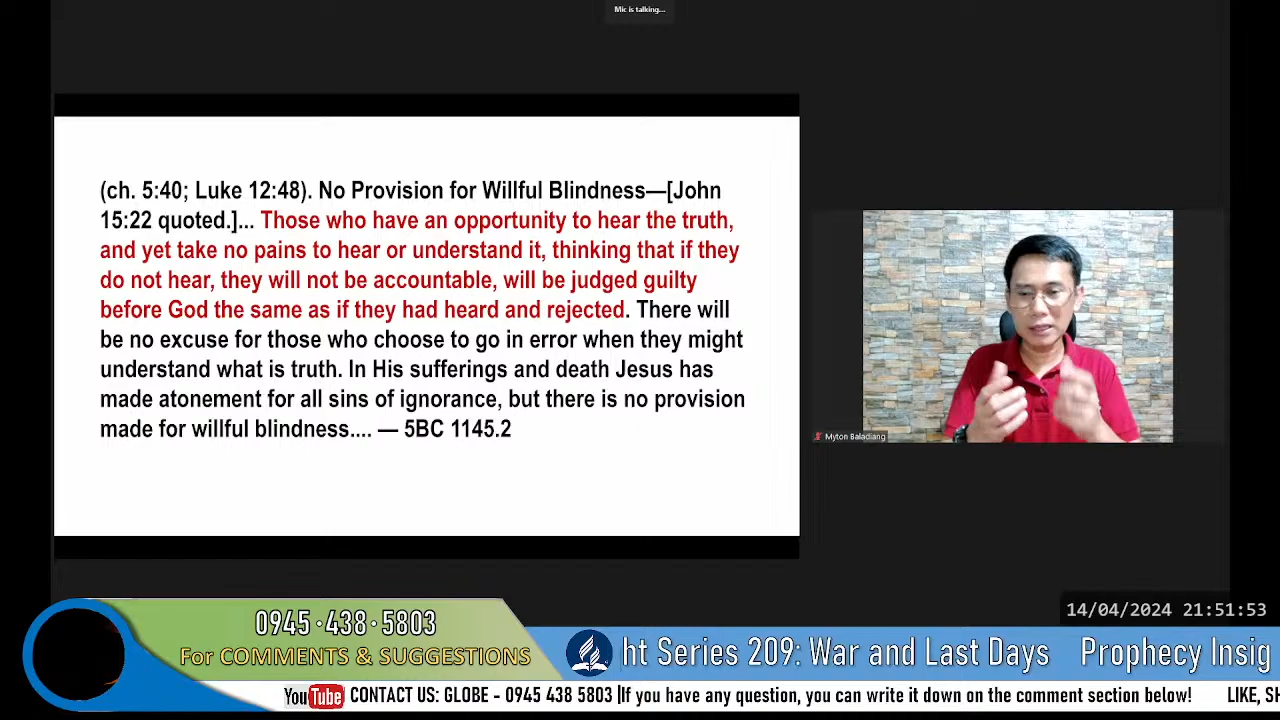 Mic is talking...
(ch. 5:40; Luke 12:48). No Provision for Willful Blindness—[John
15:22 quoted.]... Those who have an opportunity to hear the truth,
and yet take no pains to hear or understand it, thinking that if they
do not hear, they will not be accountable, will be judged guilty
before God the same as if they had heard and rejected. There will
be no excuse for those who choose to go in error when they might
understand what is truth. In His sufferings and death Jesus has
made atonement for all sins of ignorance, but there is no provision
made for willful blindness.... — 5BC 1145.2
Myton Baladiang
14/04/2024 21:51:53
0945·438·5803
For COMMENTS & SUGGESTIONS
ht Series 209: War and Last Days Prophecy Insig
YouTube CONTACT US: GLOBE - 0945 438 5803 |If you have any question, you can write it down on the comment section below! LIKE, SH